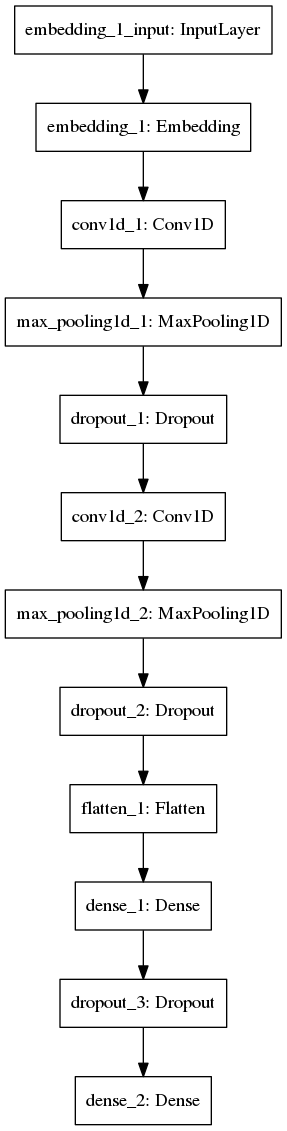 embedding_1_input: InputLayer
embedding_1: Embedding
conv1d_1: Conv1D
max_pooling1d_1: MaxPooling1D
dropout_1: Dropout
conv1d_2: Conv1D
max_pooling1d_2: MaxPooling1D
dropout_2: Dropout
flatten_1: Flatten
dense_1: Dense
dropout_3: Dropout
dense_2: Dense